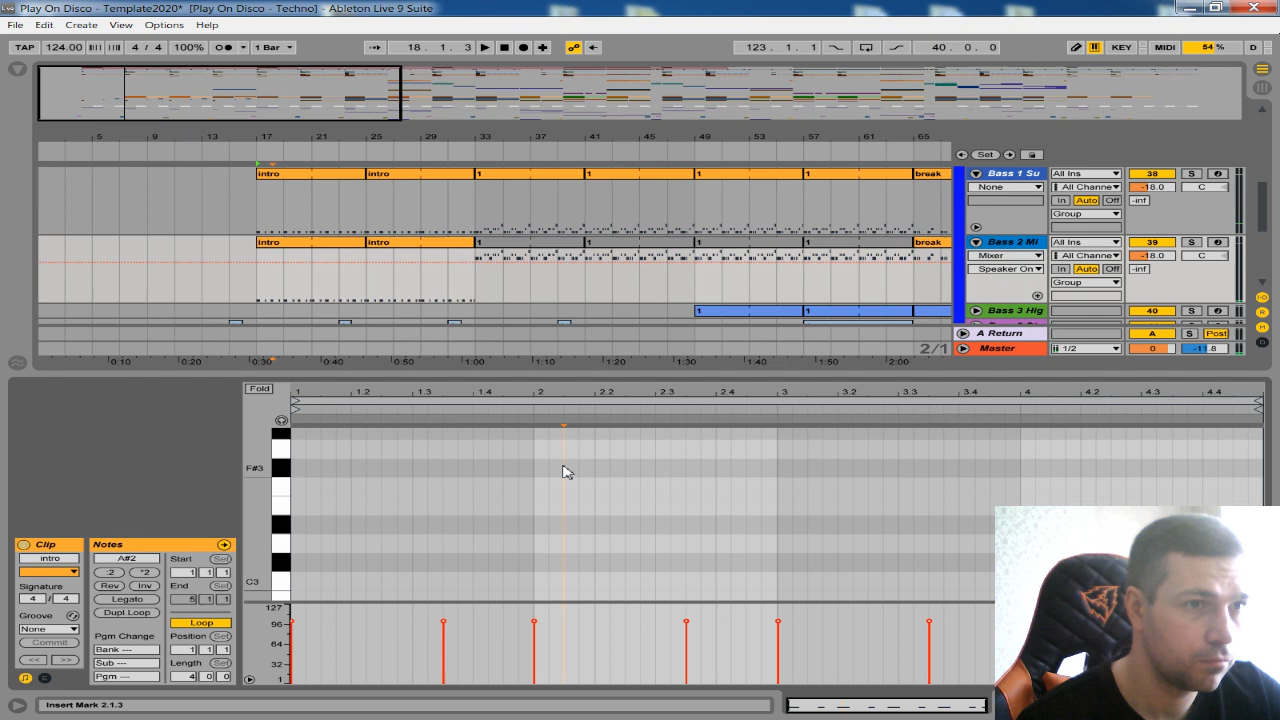 Play On Disco - Template2020* [Play On Disco - Techno] - Ableton Live 9 Suite
File Edit Create View Options Help
TAP 124.00 4 / 4 100% 1 Bar 18. 1. 3 123. 1. 1 40. 0. 0 KEY MIDI 54 % D
5 9 13 17 21 25 29 33 37 41 45 49 53 57 61 65
Set
intro intro 1 1 1 1 break Bass 1 Su All Ins 38 S
None All Channe -18.0 C
In Auto Off -inf
Group
intro intro 1 1 1 1 break Bass 2 Mi All Ins 39 S
Mixer All Channe -18.0 C
Speaker On In Auto Off -inf
Group
1 1 Bass 3 Hig 40 S
A Return A S Post
2/1 Master 1/2 0 -11.8
0:10 0:20 0:30 0:40 0:50 1:00 1:10 1:20 1:30 1:40 1:50 2:00
Fold 1 1.2 1.3 1.4 2 2.2 2.3 2.4 3 3.2 3.3 3.4 4 4.2 4.3 4.4
F#3
C3
127
96
64
32
1
Clip
intro
Signature
4 / 4
Groove
None
Commit
<< >>
Notes
A#2
:2 *2
Rev Inv
Legato
Dupl.Loop
Pgm Change
Bank ---
Sub ---
Pgm ---
Start Set
1 1 1
End Set
5 1 1
Loop
Position Set
1 1 1
Length Set
4 0 0
Insert Mark 2.1.3